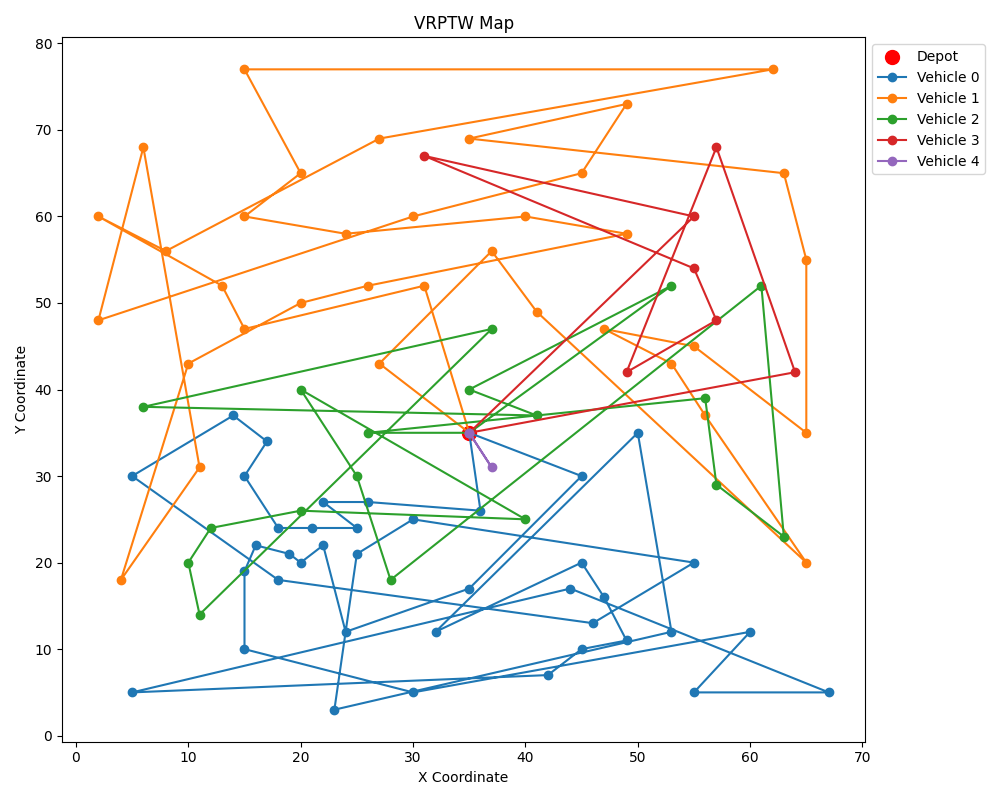 VRPTW Map
Depot
Vehicle 0
Vehicle 1
Vehicle 2
Vehicle 3
Vehicle 4
80
70
60
50
40
30
20
10
0
Y Coordinate
0 10 20 30 40 50 60 70
X Coordinate